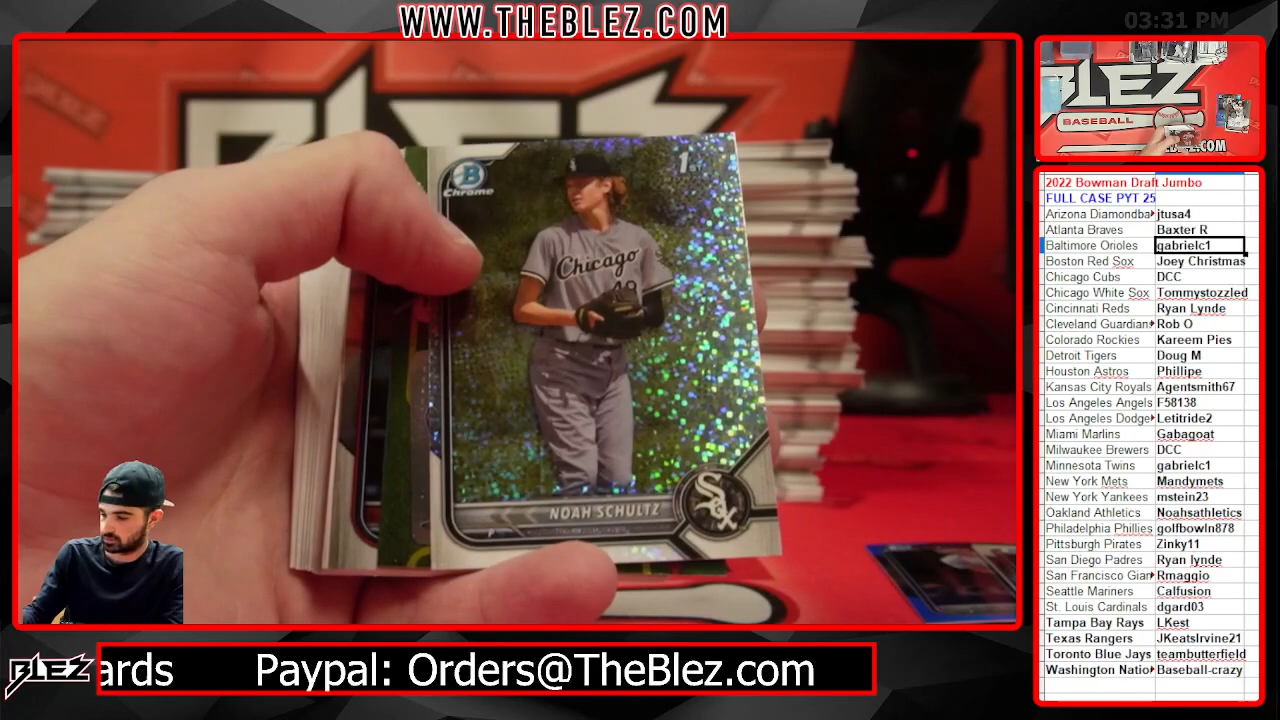 WWW.THEBLEZ.COM
03:31 PM
BLEZ
BLEZ
BASEBALL
.COM
B
Chrome
1st
Chicago
NOAH SCHULTZ
P
Sox
2022 Bowman Draft Jumbo
FULL CASE PYT 25
Arizona Diamondba jtusa4
Atlanta Braves Baxter R
Baltimore Orioles gabrielc1
Boston Red Sox Joey Christmas
Chicago Cubs DCC
Chicago White Sox Tommystozzled
Cincinnati Reds Ryan Lynde
Cleveland Guardian Rob O
Colorado Rockies Kareem Pies
Detroit Tigers Doug M
Houston Astros Phillipe
Kansas City Royals Agentsmith67
Los Angeles Angels F58138
Los Angeles Dodge Letitride2
Miami Marlins Gabagoat
Milwaukee Brewers DCC
Minnesota Twins gabrielc1
New York Mets Mandymets
New York Yankees mstein23
Oakland Athletics Noahsathletics
Philadelphia Phillies golfbowln878
Pittsburgh Pirates Zinky11
San Diego Padres Ryan lynde
San Francisco Gian Rmaggio
Seattle Mariners Calfusion
St. Louis Cardinals dgard03
Tampa Bay Rays LKest
Texas Rangers JKeatsIrvine21
Toronto Blue Jays teambutterfield
Washington Natio Baseball-crazy
BLEZ
ards Paypal: Orders@TheBlez.com